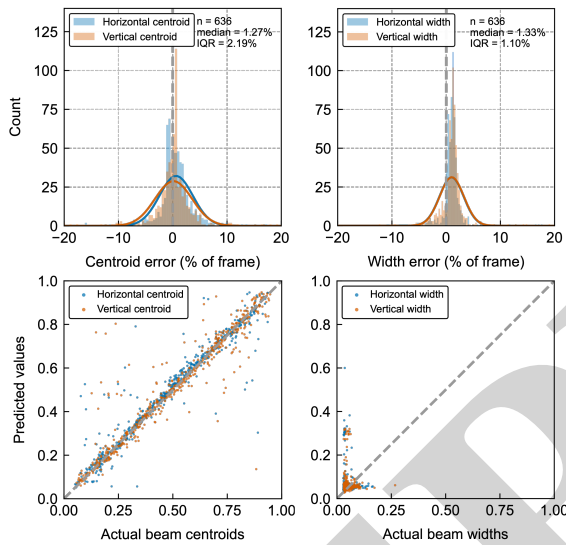 Horizontal centroid
Vertical centroid
n = 636
median = 1.27%
IQR = 2.19%
125
100
75
50
25
0
Count
−20
−10
0
10
20
Centroid error (% of frame)
Horizontal width
Vertical width
n = 636
median = 1.33%
IQR = 1.10%
125
100
75
50
25
0
−20
−10
0
10
20
Width error (% of frame)
Horizontal centroid
Vertical centroid
1.0
0.8
0.6
0.4
0.2
0.0
Predicted values
0.00
0.25
0.50
0.75
1.00
Actual beam centroids
Horizontal width
Vertical width
1.0
0.8
0.6
0.4
0.2
0.0
0.00
0.25
0.50
0.75
1.00
Actual beam widths